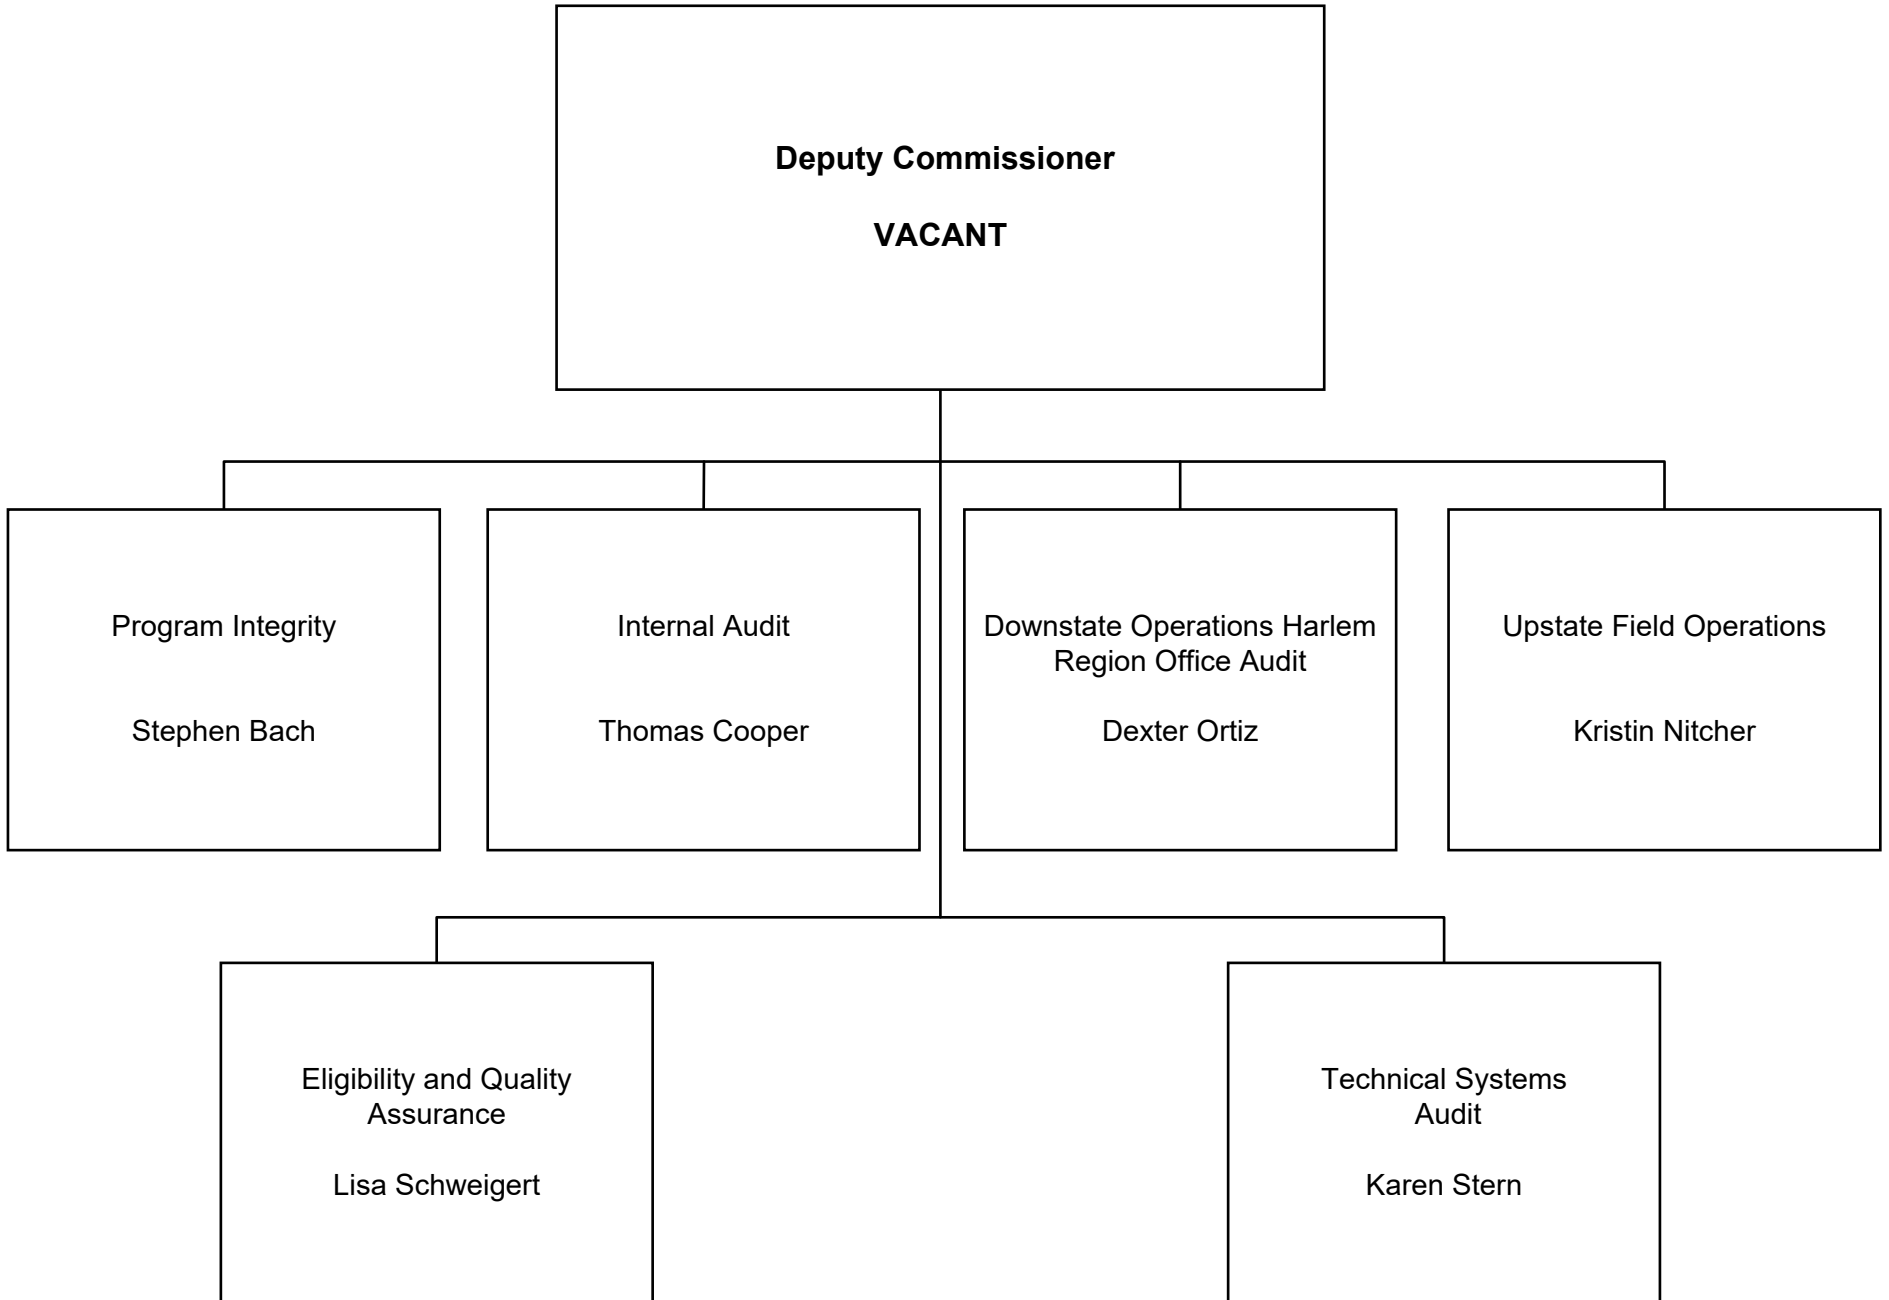 Deputy Commissioner
VACANT
Program Integrity
Stephen Bach
Internal Audit
Thomas Cooper
Downstate Operations Harlem
Region Office Audit
Dexter Ortiz
Upstate Field Operations
Kristin Nitcher
Eligibility and Quality
Assurance
Lisa Schweigert
Technical Systems
Audit
Karen Stern